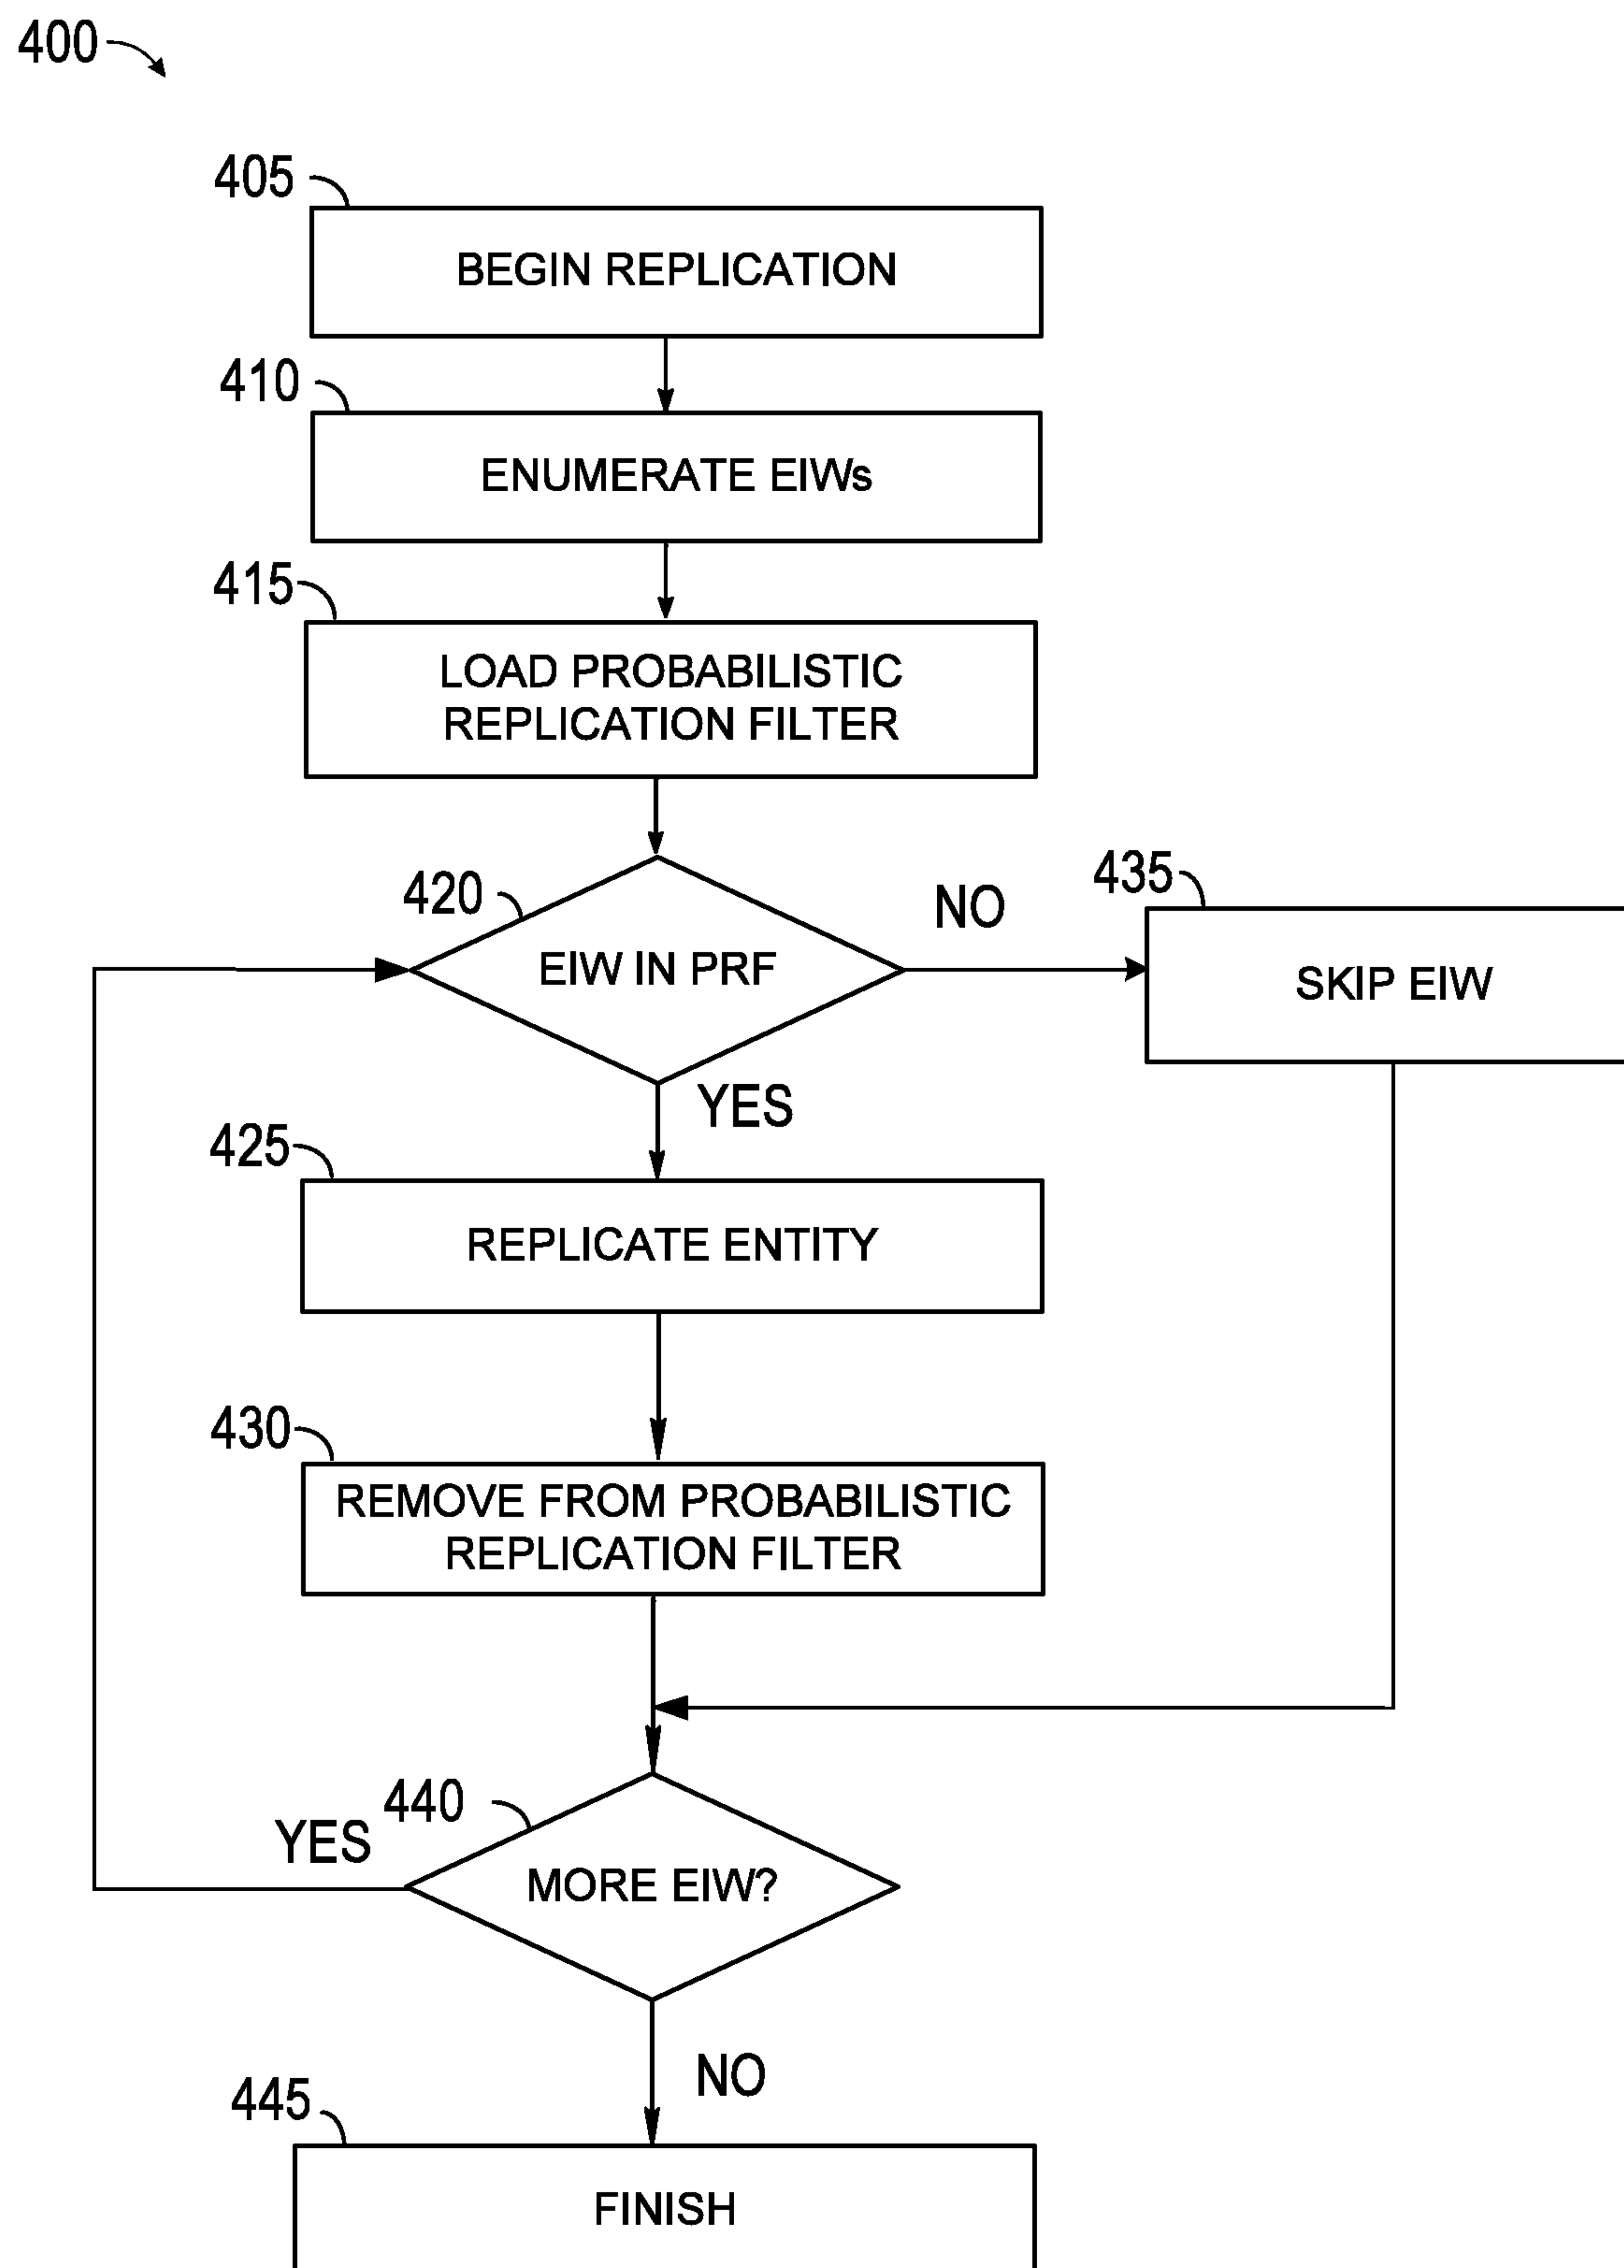 400
405
BEGIN REPLICATION
410
ENUMERATE EIWs
415
LOAD PROBABILISTIC
REPLICATION FILTER
420
EIW IN PRF
NO
435
SKIP EIW
YES
425
REPLICATE ENTITY
430
REMOVE FROM PROBABILISTIC
REPLICATION FILTER
440
YES
MORE EIW?
NO
445
FINISH